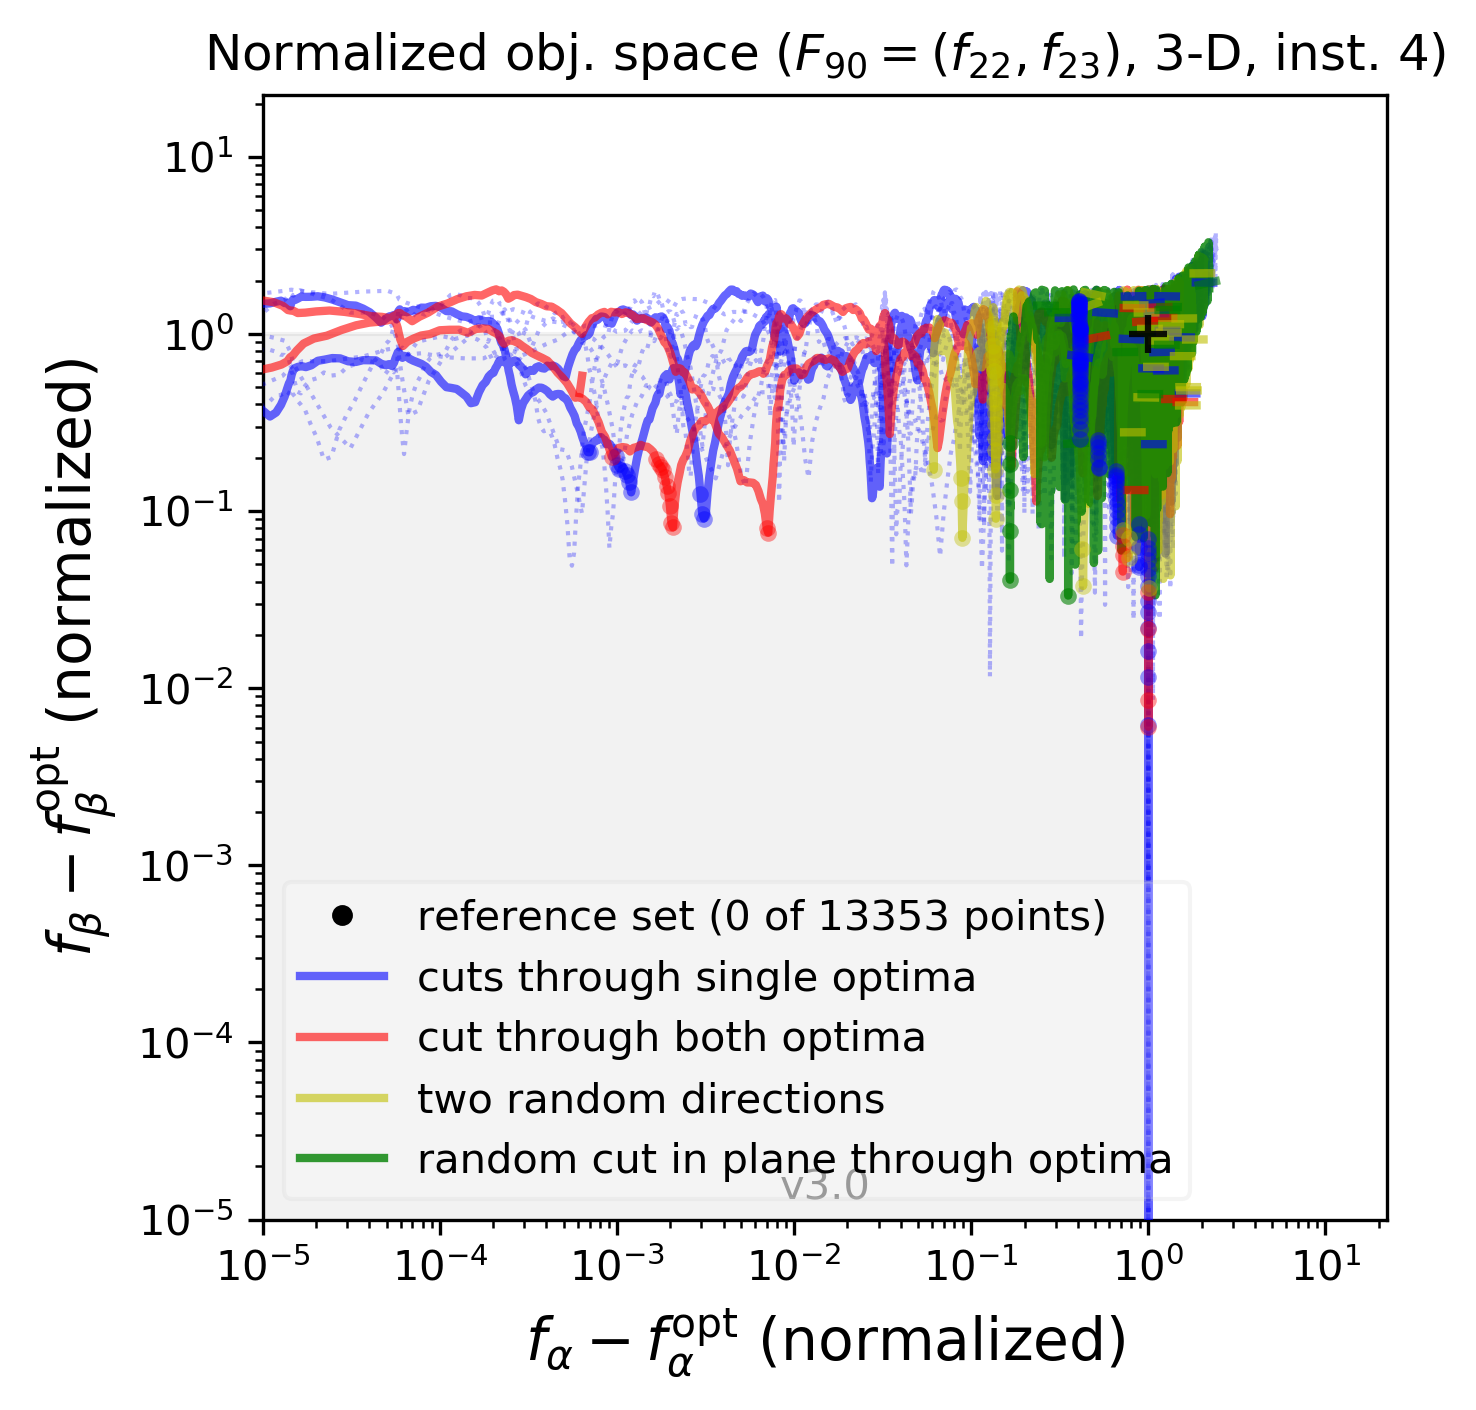 Normalized obj. space (F₉₀ = (f₂₂, f₂₃), 3-D, inst. 4)
10¹
10⁰
10⁻¹
10⁻²
10⁻³
10⁻⁴
10⁻⁵
f_β − f_β^opt (normalized)
reference set (0 of 13353 points)
cuts through single optima
cut through both optima
two random directions
random cut in plane through optima
v3.0
10⁻⁵ 10⁻⁴ 10⁻³ 10⁻² 10⁻¹ 10⁰ 10¹
f_α − f_α^opt (normalized)